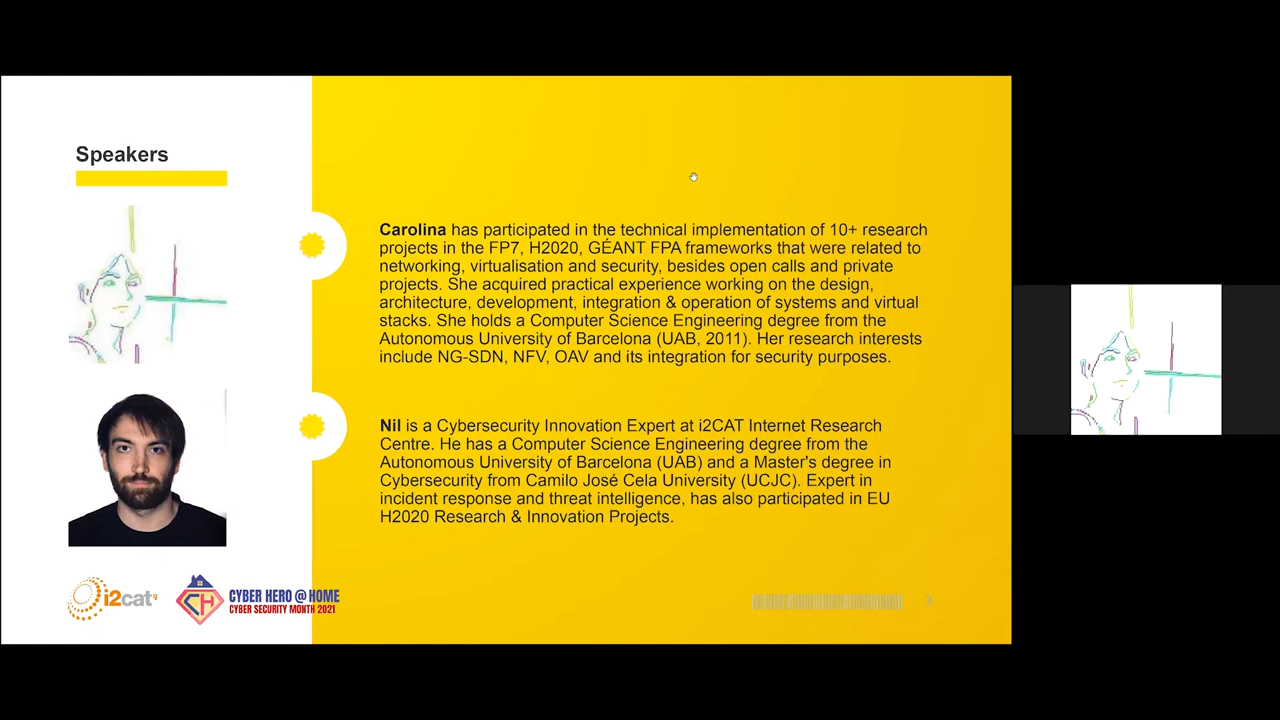 Speakers
Carolina has participated in the technical implementation of 10+ research
projects in the FP7, H2020, GÉANT FPA frameworks that were related to
networking, virtualisation and security, besides open calls and private
projects. She acquired practical experience working on the design,
architecture, development, integration & operation of systems and virtual
stacks. She holds a Computer Science Engineering degree from the
Autonomous University of Barcelona (UAB, 2011). Her research interests
include NG-SDN, NFV, OAV and its integration for security purposes.
Nil is a Cybersecurity Innovation Expert at i2CAT Internet Research
Centre. He has a Computer Science Engineering degree from the
Autonomous University of Barcelona (UAB) and a Master's degree in
Cybersecurity from Camilo José Cela University (UCJC). Expert in
incident response and threat intelligence, has also participated in EU
H2020 Research & Innovation Projects.
i2cat
CH
CYBER HERO @ HOME
CYBER SECURITY MONTH 2021
3